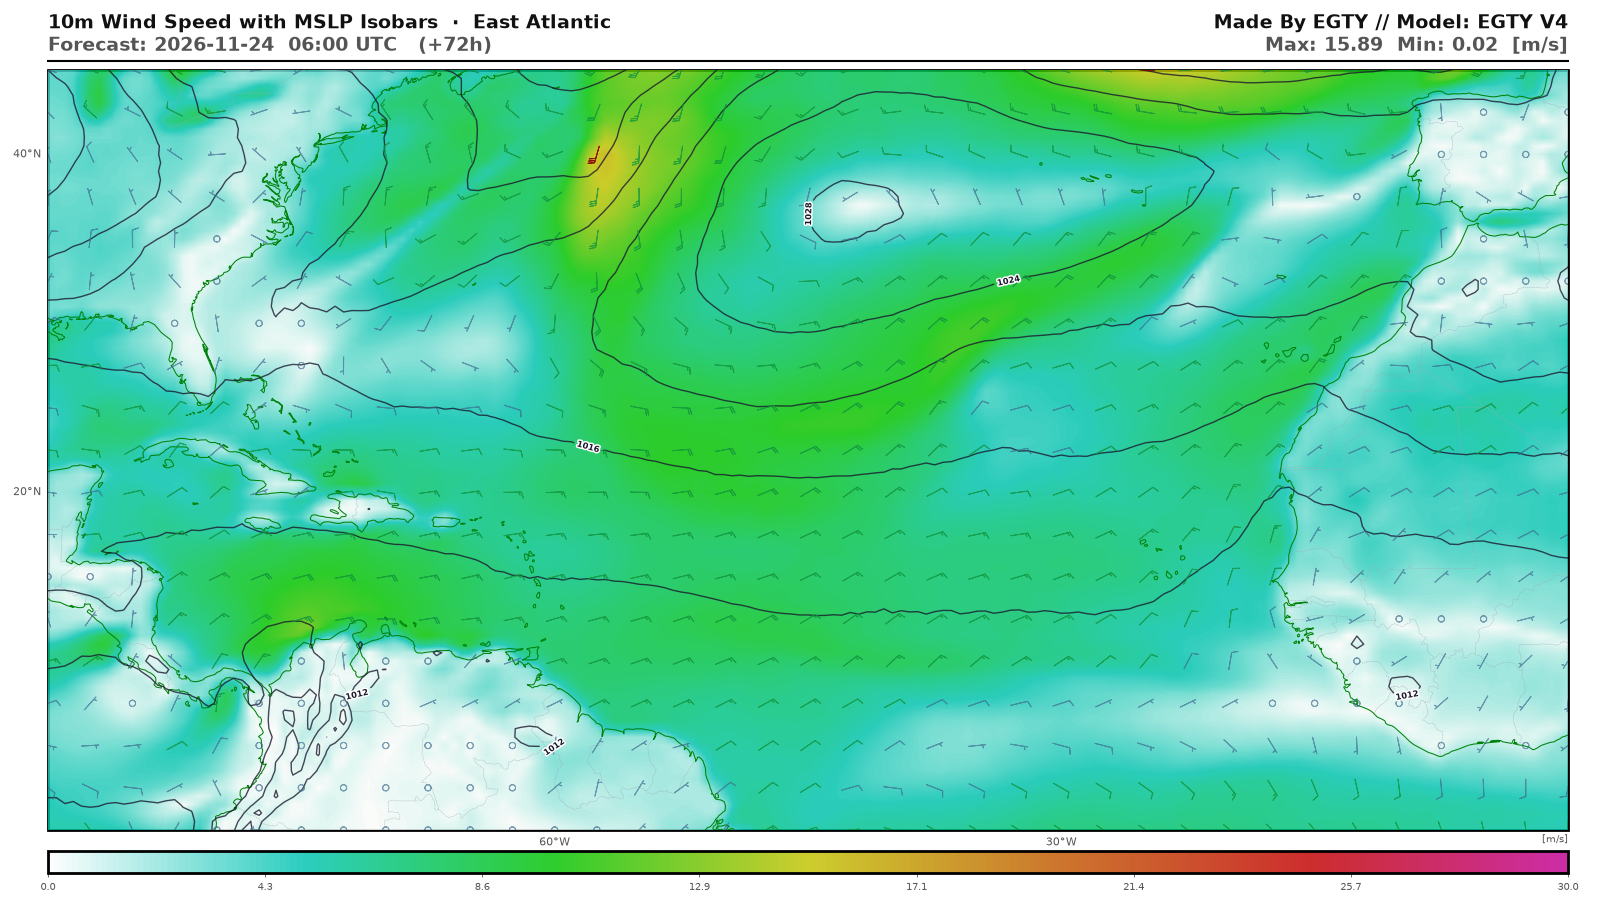 10m Wind Speed with MSLP Isobars · East Atlantic
Made By EGTY // Model: EGTY V4
Forecast: 2026-11-24 06:00 UTC (+72h)
Max: 15.89 Min: 0.02 [m/s]
40°N
1028
1024
1016
20°N
1012
1012
1012
60°W
30°W
[m/s]
0.0 4.3 8.6 12.9 17.1 21.4 25.7 30.0